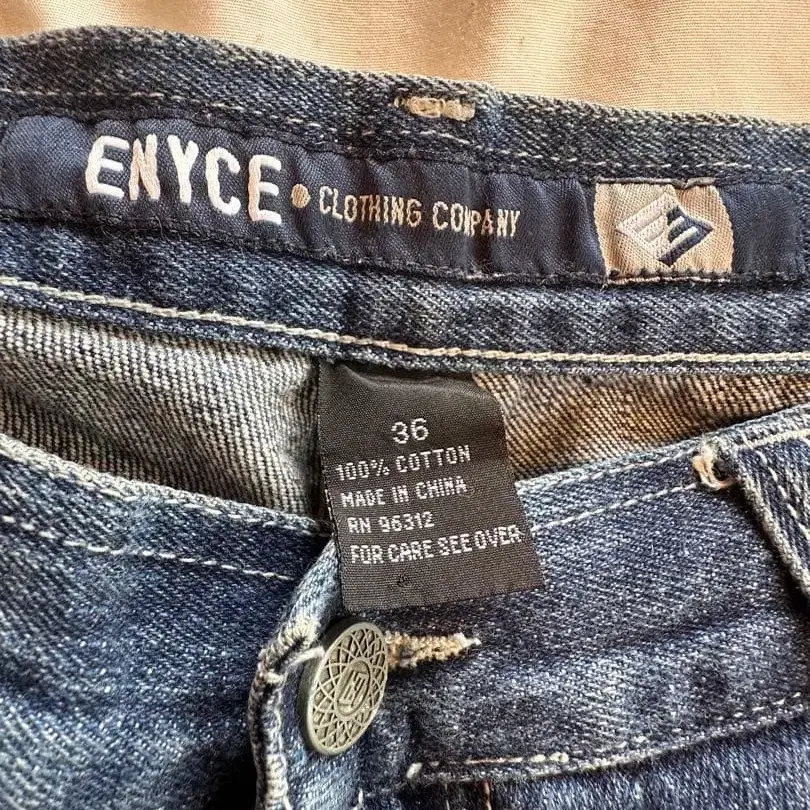 ENYCE • CLOTHING COMPANY
36
100% COTTON
MADE IN CHINA
RN 96312
FOR CARE SEE OVER